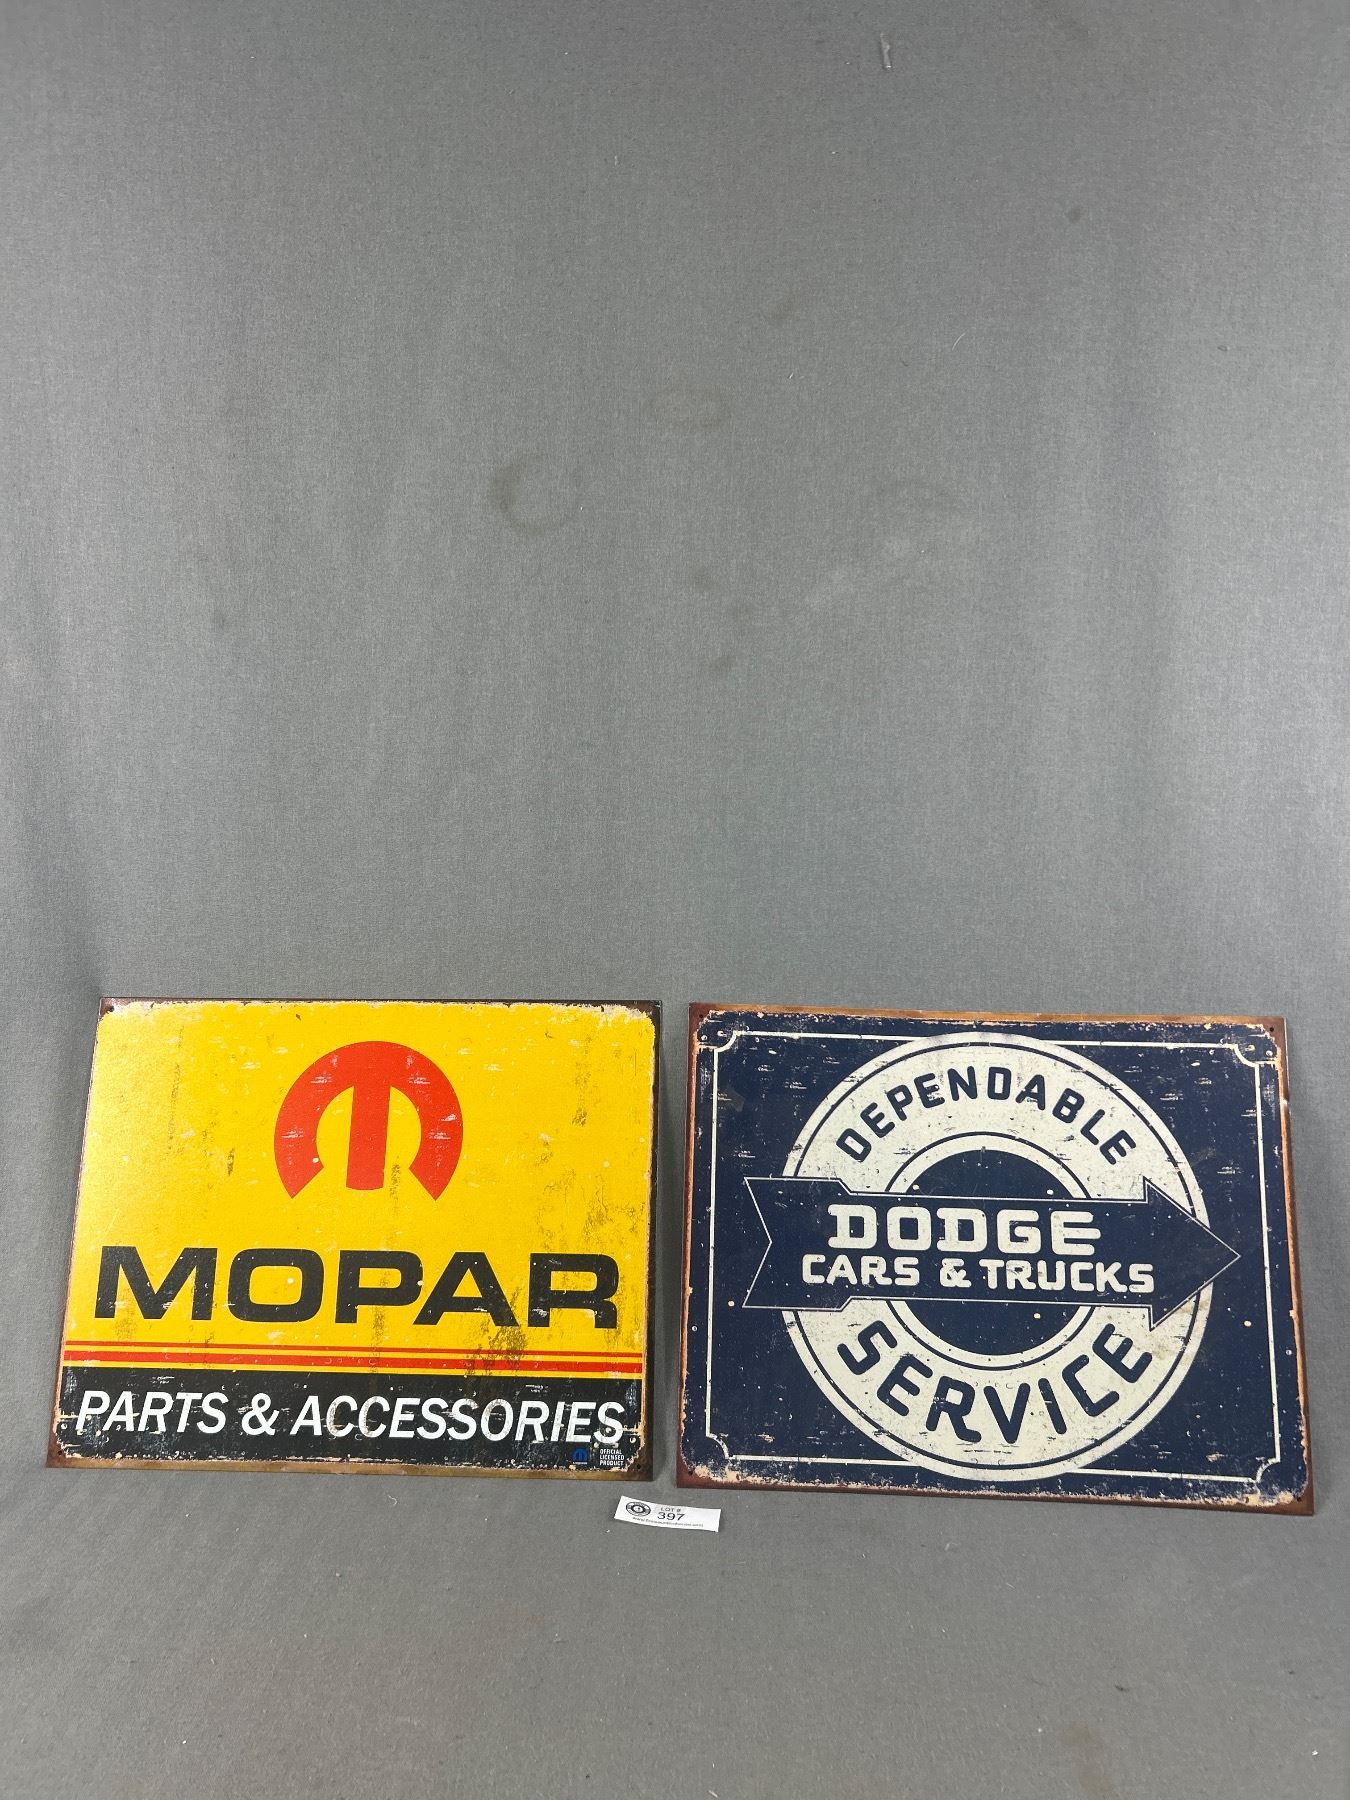 MOPAR
PARTS & ACCESSORIES
OFFICIAL
LICENSED
PRODUCT
DEPENDABLE
DODGE
CARS & TRUCKS
SERVICE
LOT #
397